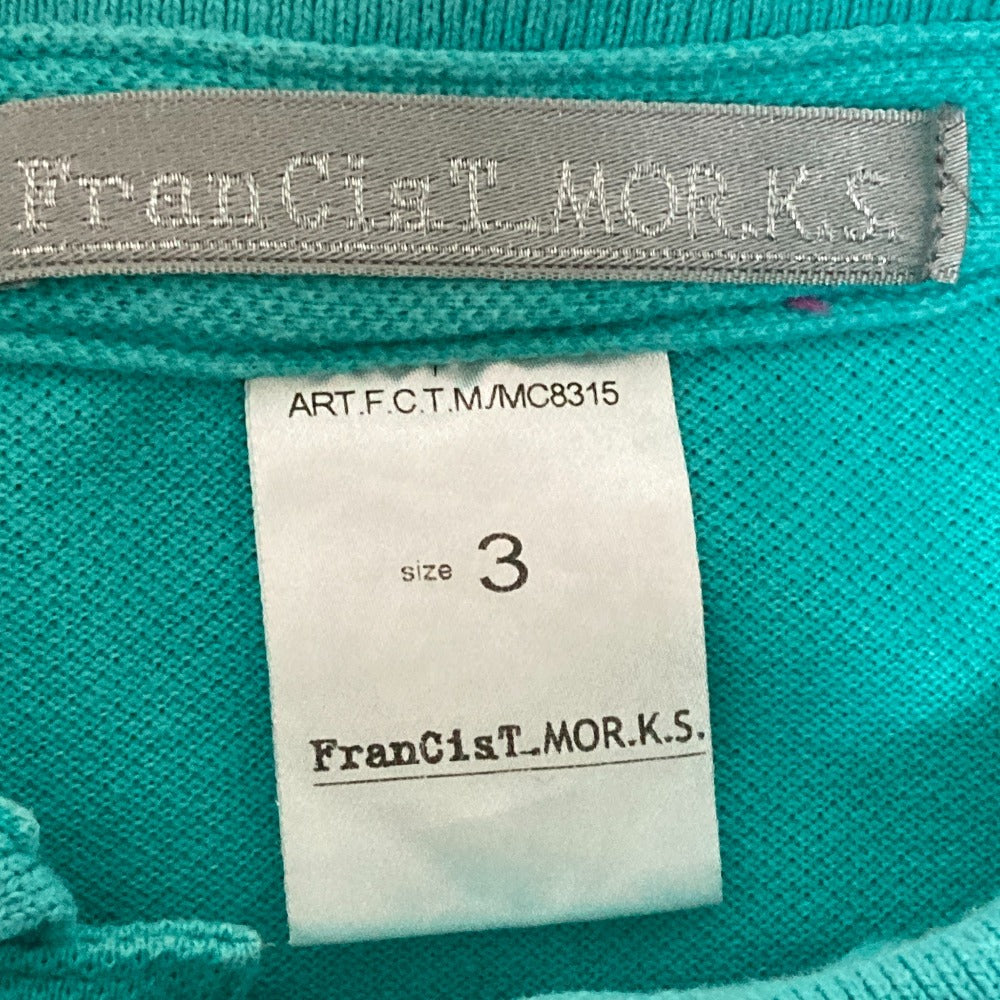 FranCisT_MOR.K.S.
ART.F.C.T.M./MC8315
size 3
FranCisT_MOR.K.S.